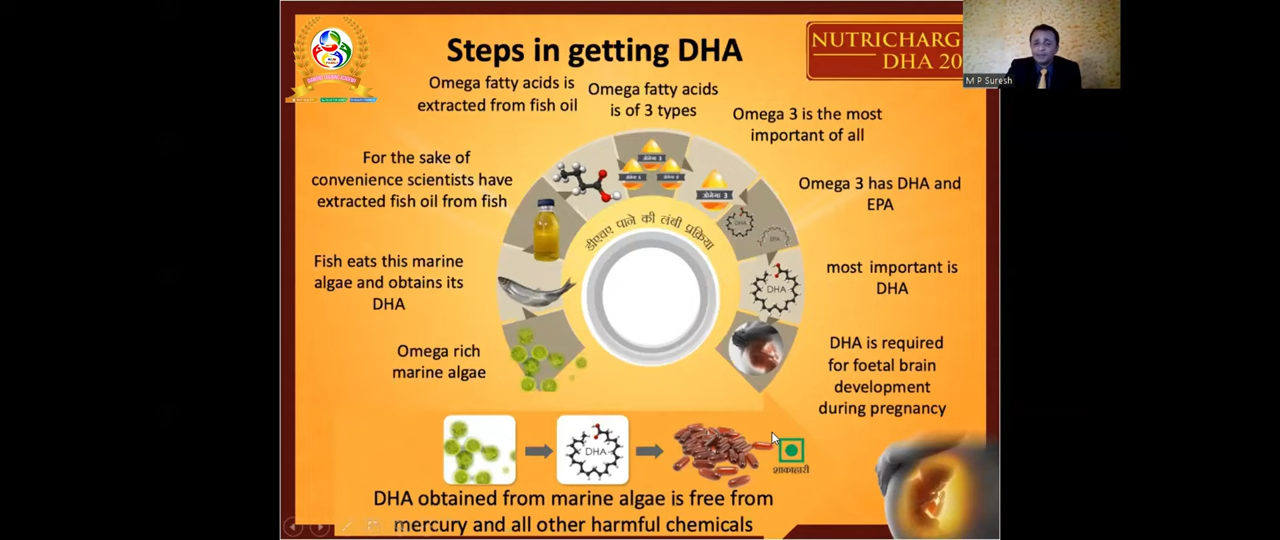 Steps in getting DHA
NUTRICHARG
DHA 20
M P Suresh
Omega fatty acids is
extracted from fish oil
Omega fatty acids
is of 3 types
Omega 3 is the most
important of all
For the sake of
convenience scientists have
extracted fish oil from fish
Omega 3 has DHA and
EPA
Fish eats this marine
algae and obtains its
DHA
most important is
DHA
Omega rich
marine algae
DHA is required
for foetal brain
development
during pregnancy
ओमेगा 3
DHA
EPA
DHA
डीएचए पाने की लंबी प्रक्रिया
DHA
शाकाहारी
DHA obtained from marine algae is free from
mercury and all other harmful chemicals